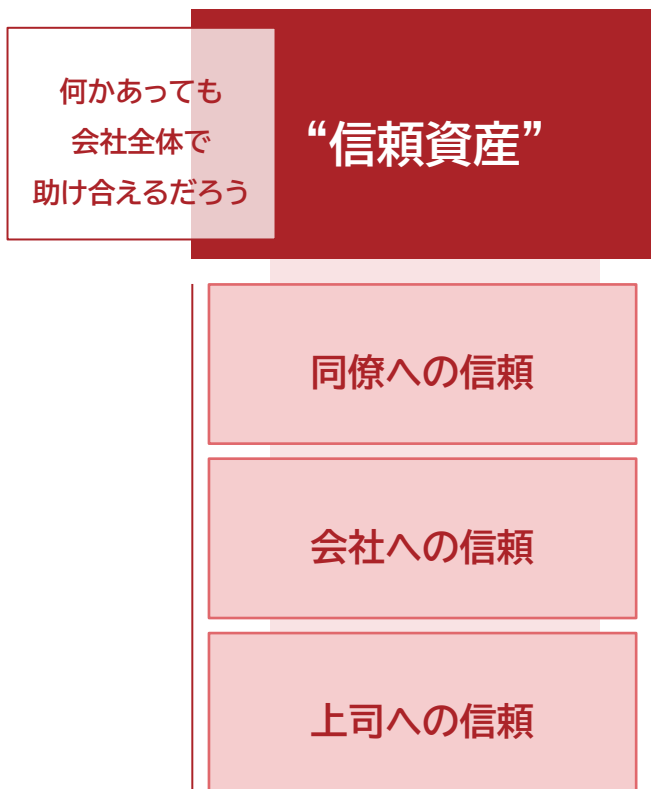 何かあっても
会社全体で
助け合えるだろう
“信頼資産”
同僚への信頼
会社への信頼
上司への信頼